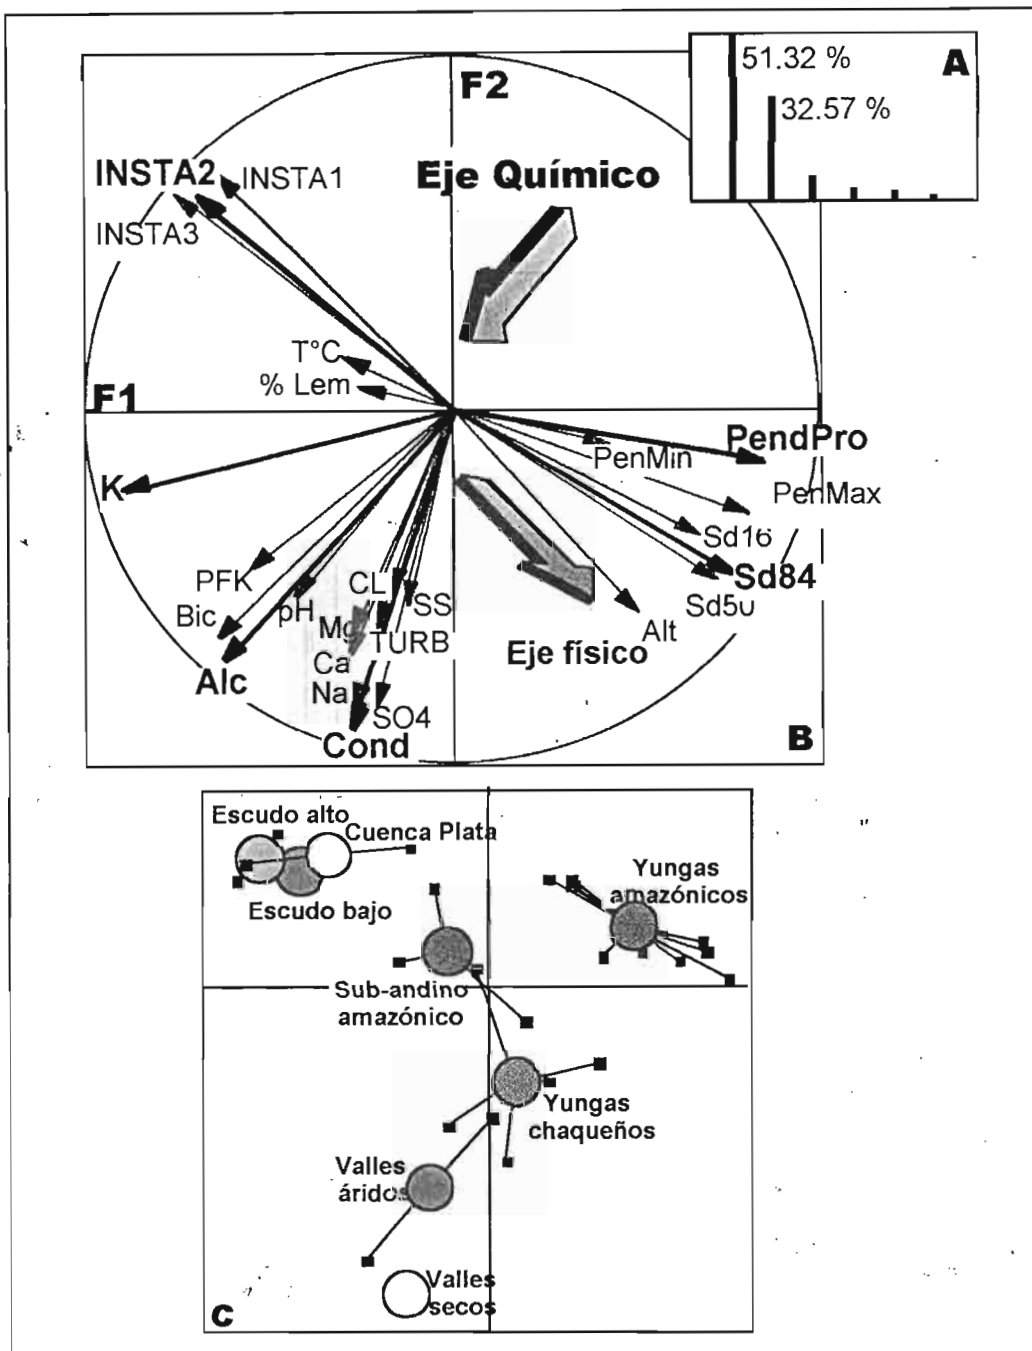 A
51.32 %
32.57 %
F2
INSTA2
INSTA1
Eje Químico
INSTA3
T°C
% Lem
F1
PendPro
PenMin
K
PenMax
Sd16
Sd84
PFK
CL
SS
Sd50
Bic
pH
Mg
TURB
Alt
Ca
Eje físico
Alc
Na
SO4
Cond
B
Escudo alto
Cuenca Plata
Yungas
amazónicos
Escudo bajo
Sub-andino
amazónico
Yungas
chaqueños
Valles
áridos
Valles
secos
C